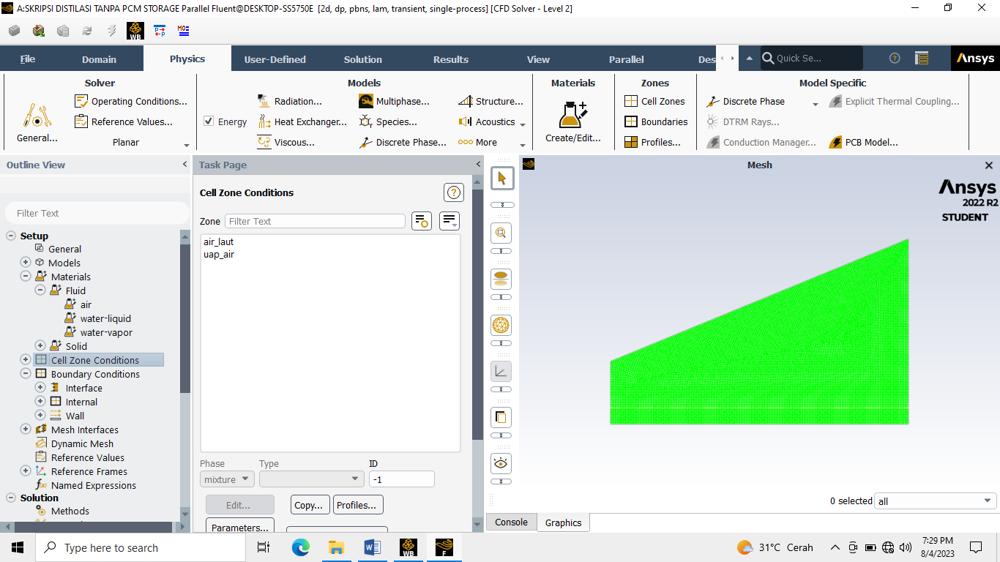 A:SKRIPSI DISTILASI TANPA PCM STORAGE Parallel Fluent@DESKTOP-SS5750E [2d, dp, pbns, lam, transient, single-process] [CFD Solver - Level 2]
WB
File Domain Physics User-Defined Solution Results View Parallel Des Quick Se... Ansys
Solver Models Materials Zones Model Specific
Operating Conditions... Radiation... Multiphase... Structure... Cell Zones Discrete Phase Explicit Thermal Coupling...
Reference Values... Energy Heat Exchanger... Species... Acoustics Boundaries DTRM Rays...
General... Planar Viscous... Discrete Phase... More Create/Edit... Profiles... Conduction Manager... PCB Model...
Outline View
Filter Text
Setup
General
Models
Materials
Fluid
air
water-liquid
water-vapor
Solid
Cell Zone Conditions
Boundary Conditions
Interface
Internal
Wall
Mesh Interfaces
Dynamic Mesh
Reference Values
Reference Frames
Named Expressions
Solution
Methods
Task Page
Cell Zone Conditions
Zone Filter Text
air_laut
uap_air
Phase Type ID
mixture -1
Edit... Copy... Profiles...
Parameters...
Mesh
Ansys
2022 R2
STUDENT
0 selected all
Console Graphics
Type here to search
WB
F
31°C Cerah
7:29 PM
8/4/2023